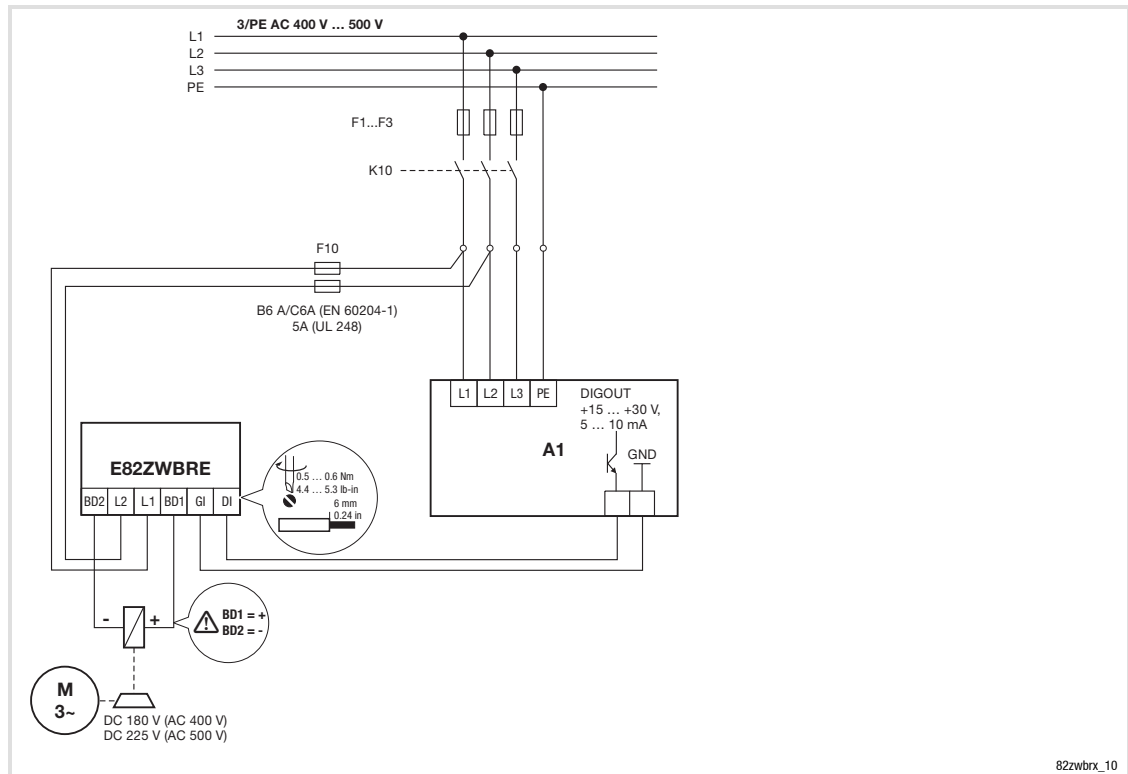 3/PE AC 400 V … 500 V
L1
L2
L3
PE
F1...F3
K10
F10
B6 A/C6A (EN 60204-1)
5A (UL 248)
L1 L2 L3 PE
DIGOUT
+15 … +30 V,
5 … 10 mA
A1
GND
E82ZWBRE
BD2 L2 L1 BD1 GI DI
0.5 … 0.6 Nm
4.4 … 5.3 lb-in
6 mm
0.24 in
- +
BD1 = +
BD2 = -
M
3~
DC 180 V (AC 400 V)
DC 225 V (AC 500 V)
82zwbrx_10